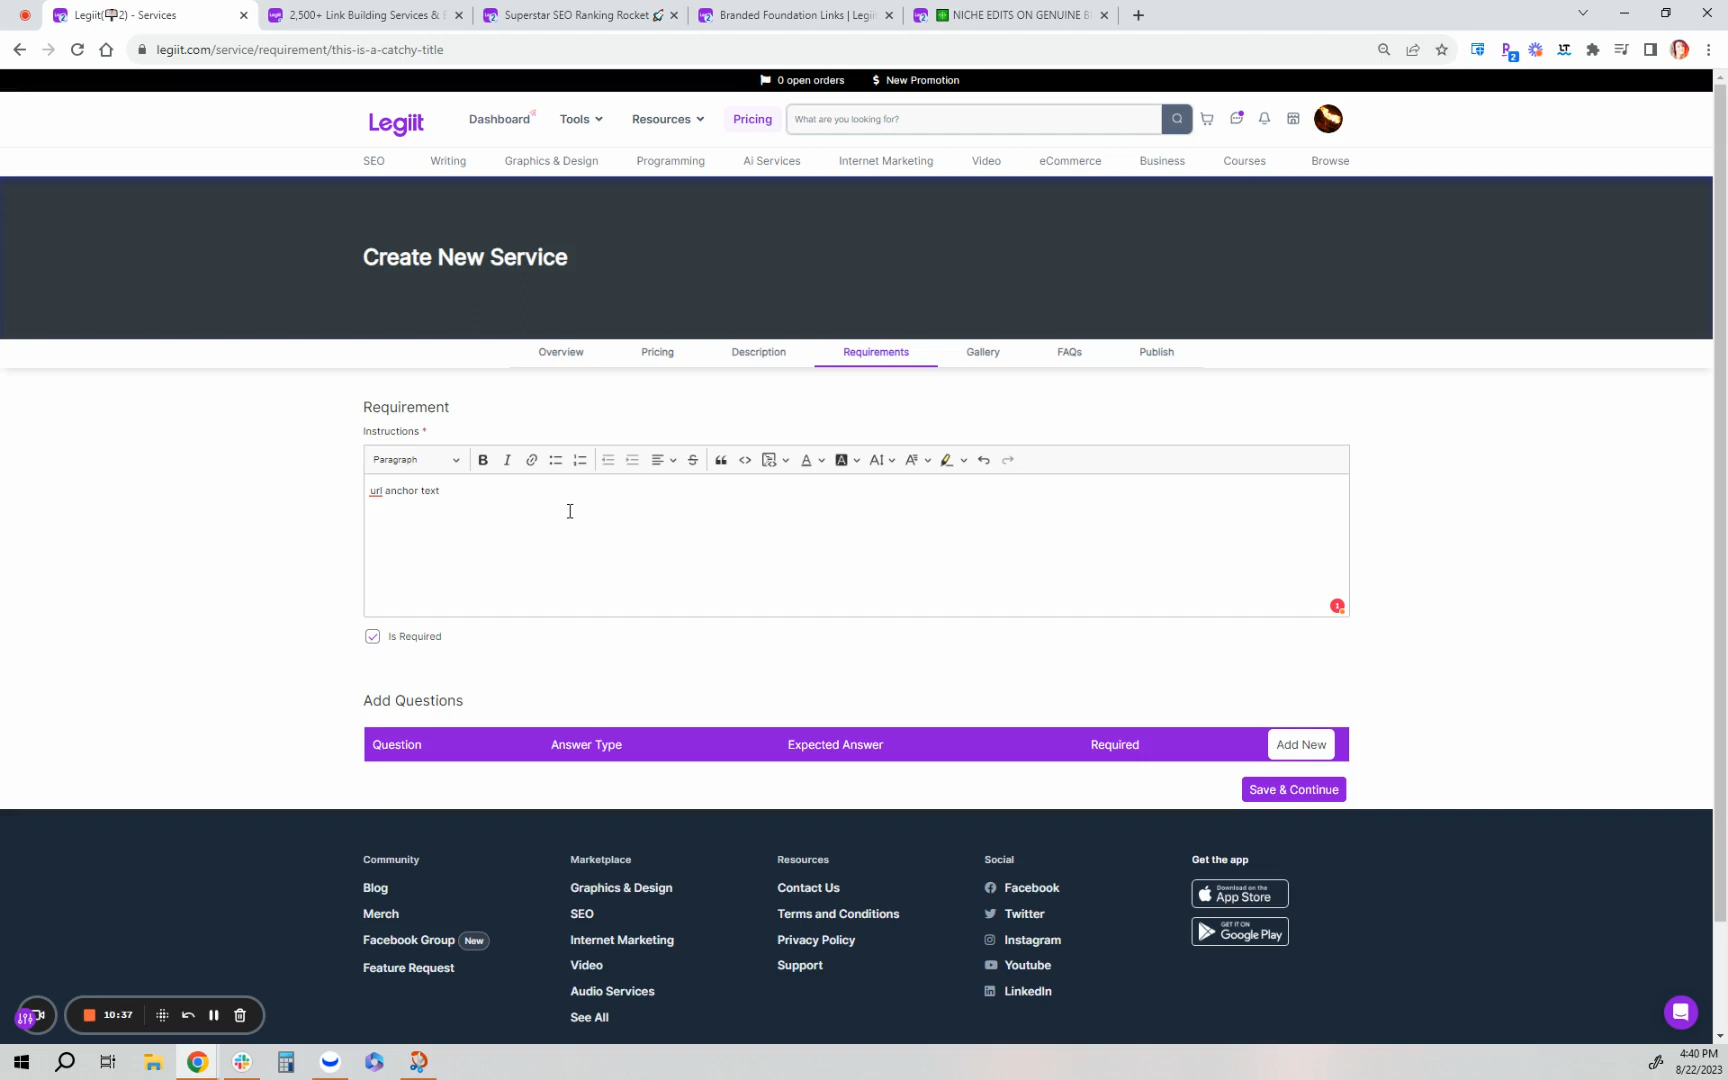 Legiit(2) - Services
2,500+ Link Building Services &
Superstar SEO Ranking Rocket
Branded Foundation Links | Legiit
NICHE EDITS ON GENUINE B
legiit.com/service/requirement/this-is-a-catchy-title
0 open orders
$ New Promotion
Legiit
Dashboard
Tools
Resources
Pricing
What are you looking for?
SEO
Writing
Graphics & Design
Programming
Ai Services
Internet Marketing
Video
eCommerce
Business
Courses
Browse
Create New Service
Overview
Pricing
Description
Requirements
Gallery
FAQs
Publish
Requirement
Instructions *
Paragraph
url anchor text
1
Is Required
Add Questions
Question
Answer Type
Expected Answer
Required
Add New
Save & Continue
Community
Marketplace
Resources
Social
Get the app
Blog
Graphics & Design
Contact Us
Facebook
Download on the
App Store
Merch
SEO
Terms and Conditions
Twitter
Facebook Group New
Internet Marketing
Privacy Policy
Instagram
GET IT ON
Google Play
Feature Request
Video
Support
Youtube
Audio Services
LinkedIn
See All
10:37
4:40 PM
8/22/2023